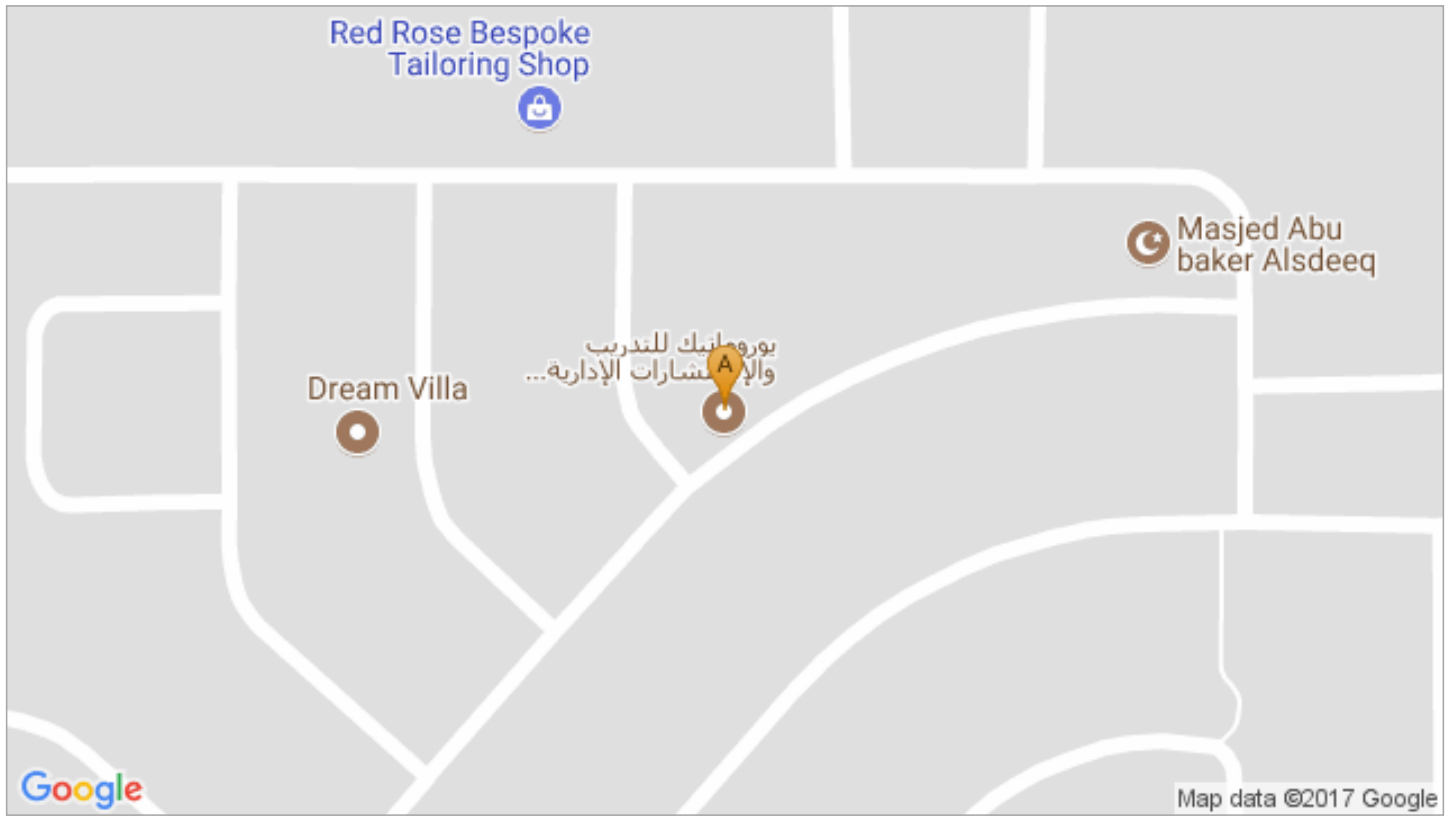 Red Rose Bespoke
Tailoring Shop
Masjed Abu
baker Alsdeeq
للتدريب
الإدارية...
Dream Villa
A
Google
Map data ©2017 Google